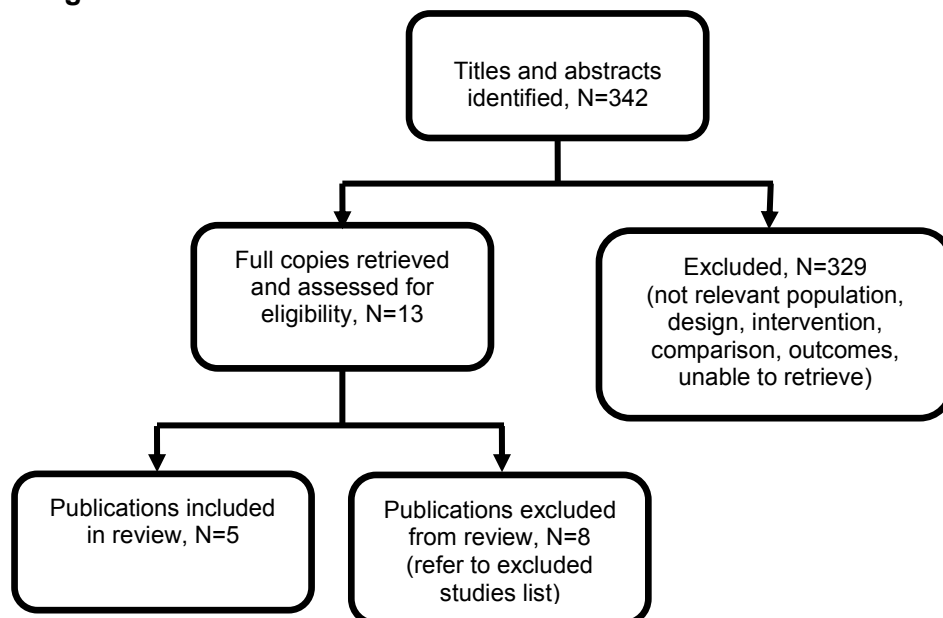 Titles and abstracts
identified, N=342
Full copies retrieved
and assessed for
eligibility, N=13
Excluded, N=329
(not relevant population,
design, intervention,
comparison, outcomes,
unable to retrieve)
Publications included
in review, N=5
Publications excluded
from review, N=8
(refer to excluded
studies list)